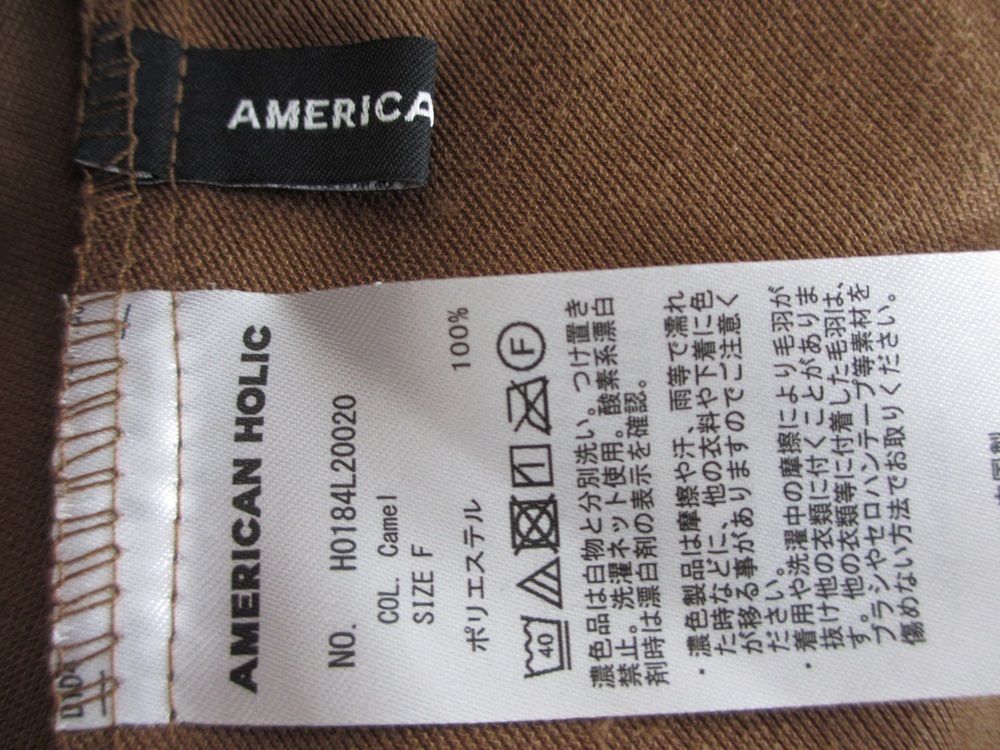 AMERICA
AMERICAN HOLIC
NO. H0184L20020
COL. Camel
SIZE F
ポリエステル 100%
40 F
濃色品は白物と分別洗い。つけ置き
禁止。洗濯ネット使用。酸素系漂白
剤時は漂白剤の表示を確認。
・濃色製品は摩擦や汗、雨等で濡れ
た時などに、他の衣料や下着に色
が移る事がありますのでご注意く
ださい。
・着用や洗濯中の摩擦により毛羽が
抜け他の衣類に付くことがありま
す。他の衣類等に付着した毛羽は、
ブラシやセロハンテープ等素材を
傷めない方法でお取りください。